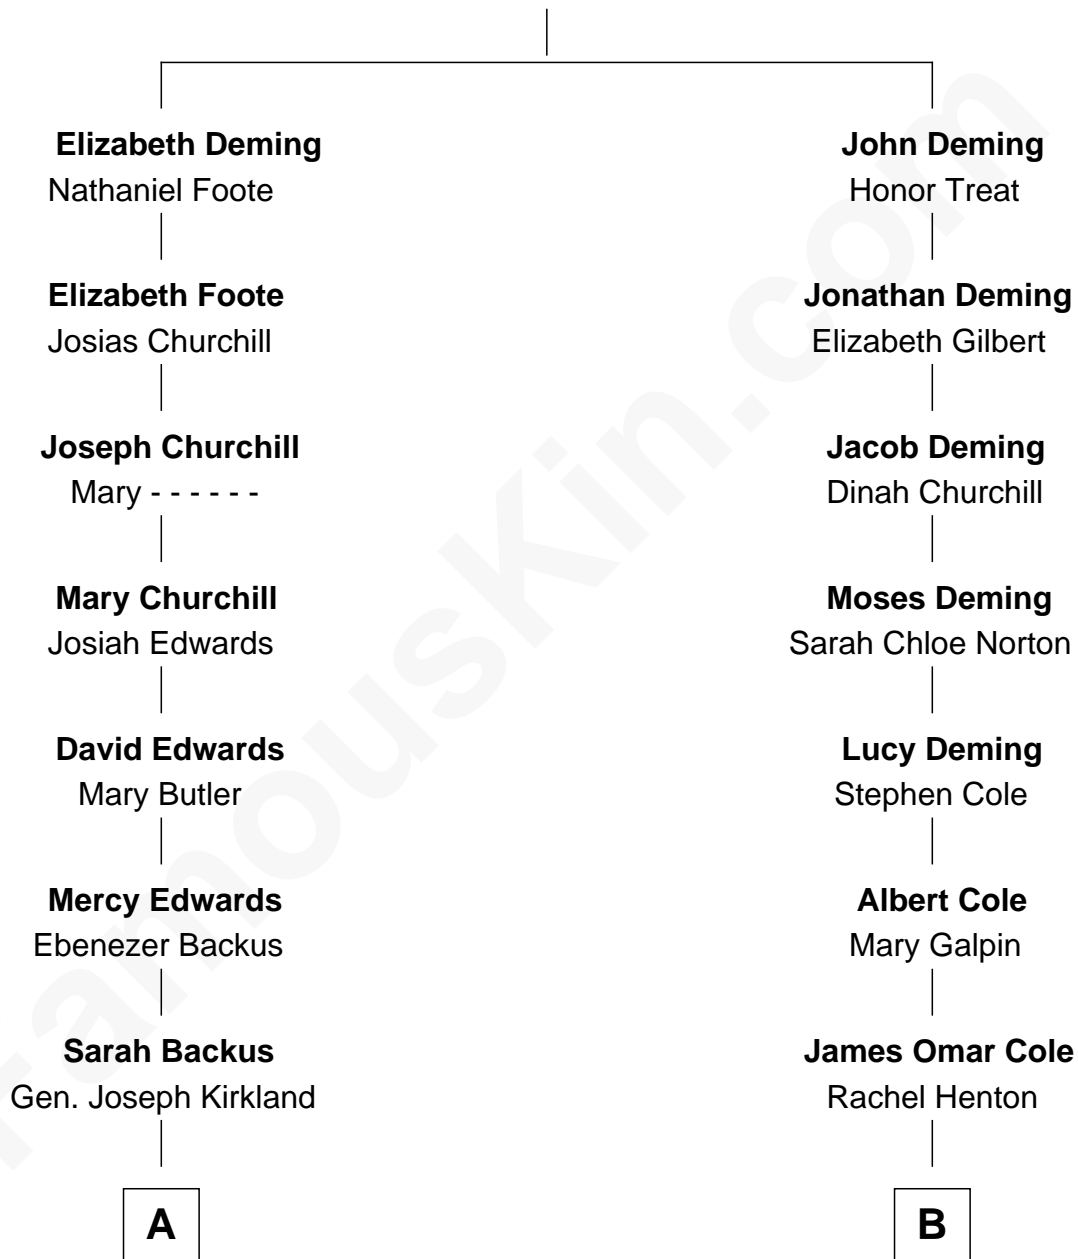 Elizabeth Deming
Nathaniel Foote
Elizabeth Foote
Josias Churchill
Joseph Churchill
Mary - - - - - -
Mary Churchill
Josiah Edwards
David Edwards
Mary Butler
Mercy Edwards
Ebenezer Backus
Sarah Backus
Gen. Joseph Kirkland
A
John Deming
Honor Treat
Jonathan Deming
Elizabeth Gilbert
Jacob Deming
Dinah Churchill
Moses Deming
Sarah Chloe Norton
Lucy Deming
Stephen Cole
Albert Cole
Mary Galpin
James Omar Cole
Rachel Henton
B
FamousKin.com